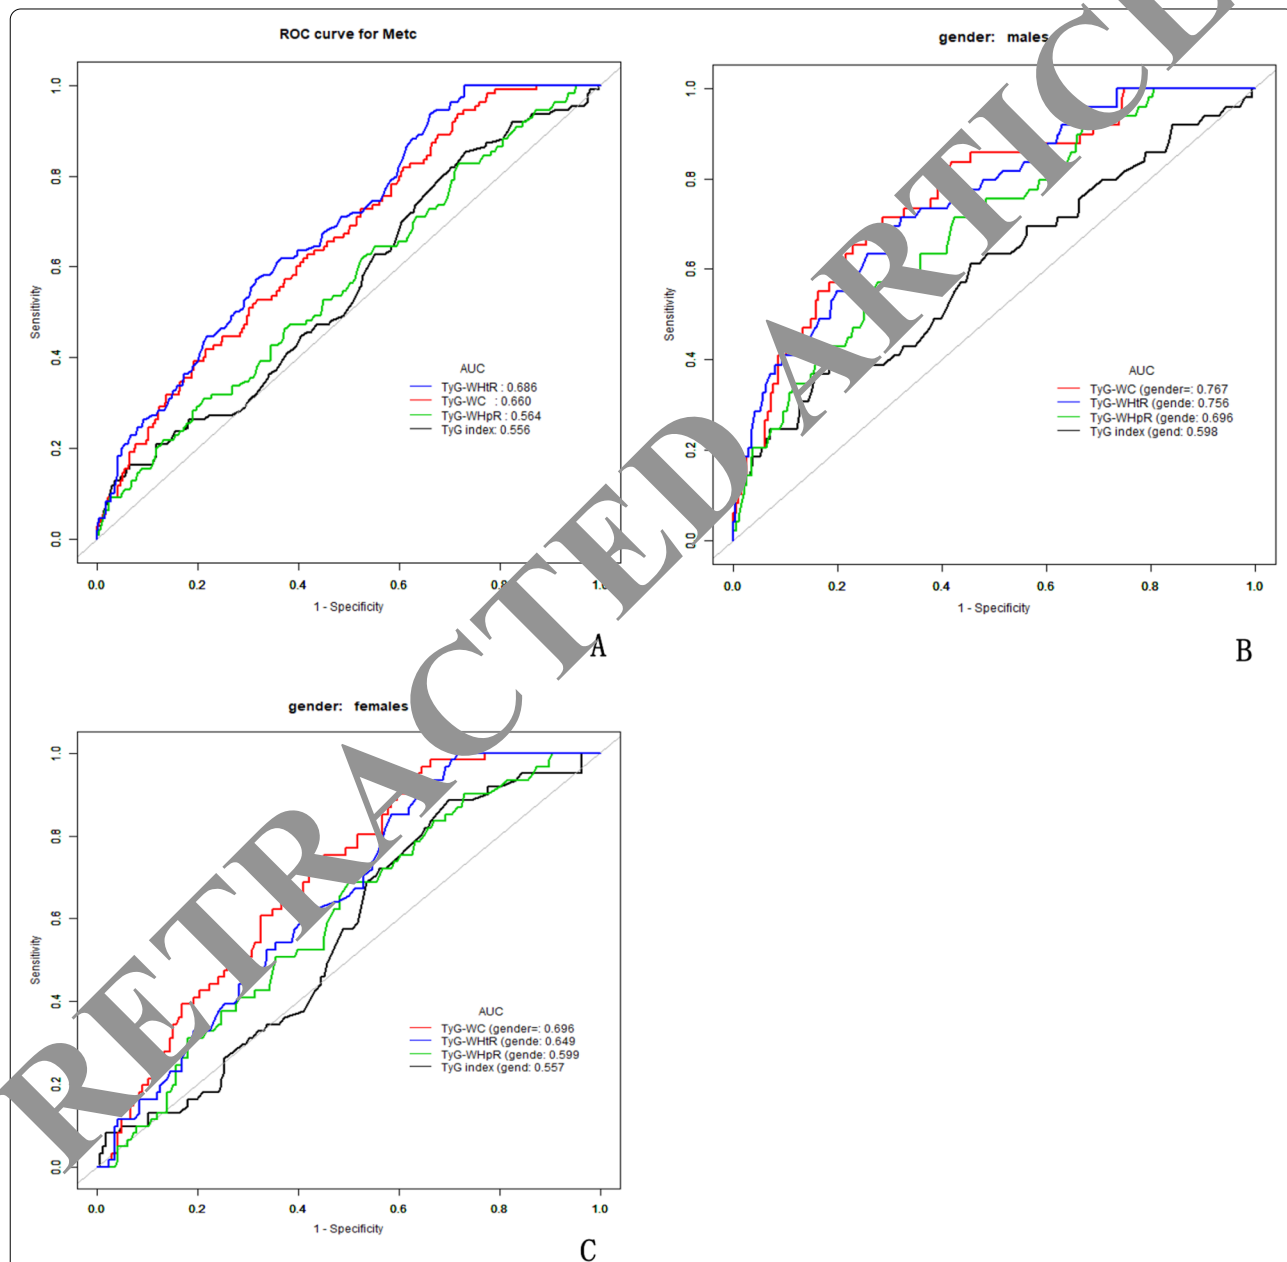 ROC curve for Metc
1.0
0.8
0.6
0.4
0.2
0.0
Sensitivity
AUC
TyG-WHtR : 0.686
TyG-WC : 0.660
TyG-WHpR : 0.564
TyG index: 0.556
0.0 0.2 0.4 0.6 0.8 1.0
1 - Specificity
A
gender: males
1.0
0.8
0.6
0.4
0.2
0.0
Sensitivity
AUC
TyG-WC (gender=: 0.767
TyG-WHtR (gende: 0.756
TyG-WHpR (gende: 0.696
TyG index (gend: 0.598
0.0 0.2 0.4 0.6 0.8 1.0
1 - Specificity
B
gender: females
1.0
0.8
0.6
0.4
0.2
0.0
Sensitivity
AUC
TyG-WC (gender=: 0.696
TyG-WHtR (gende: 0.649
TyG-WHpR (gende: 0.599
TyG index (gend: 0.557
0.0 0.2 0.4 0.6 0.8 1.0
1 - Specificity
C
RETRACTED ARTICLE